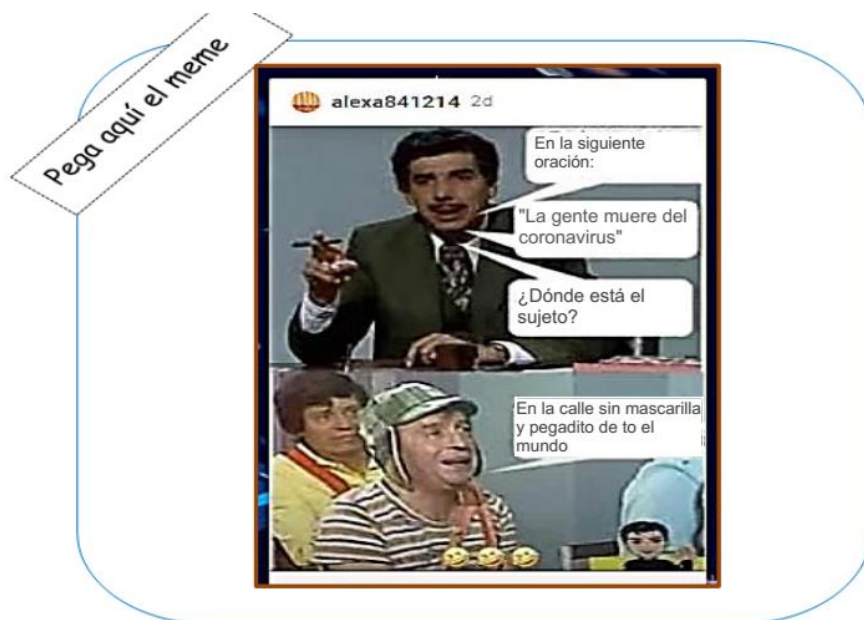 Pega aquí el meme
alexa841214 2d
En la siguiente
oración:
"La gente muere del
coronavirus"
¿Dónde está el
sujeto?
En la calle sin mascarilla
y pegadito de to el
mundo